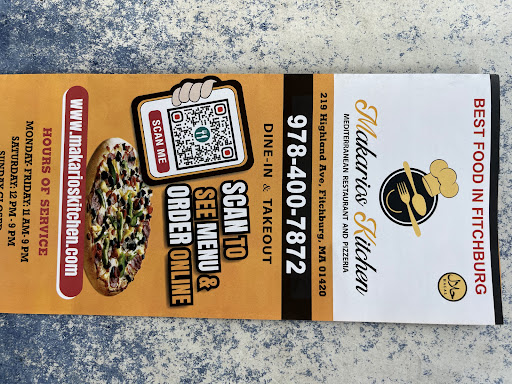 BEST FOOD IN FITCHBURG
حلال
HALAL
Makarios Kitchen
MEDITERRANEAN RESTAURANT AND PIZZERIA
219 Highland Ave, Fitchburg, MA 01420
978-400-7872
DINE-IN & TAKEOUT
SCAN ME
SCAN TO
SEE MENU &
ORDER ONLINE
www.makarioskitchen.com
HOURS OF SERVICE
MONDAY- FRIDAY: 11 AM- 9 PM
SATURDAY: 12 PM - 9 PM